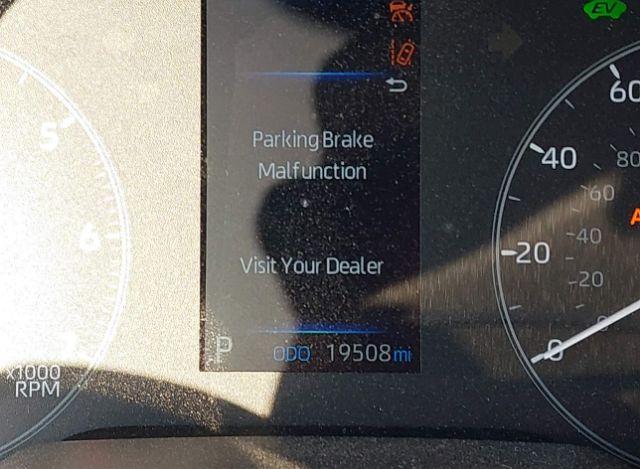 EV
Parking Brake
Malfunction
Visit Your Dealer
P
ODO 19508 mi
5
6
x1000
RPM
60
40
20
0
80
60
40
20
0